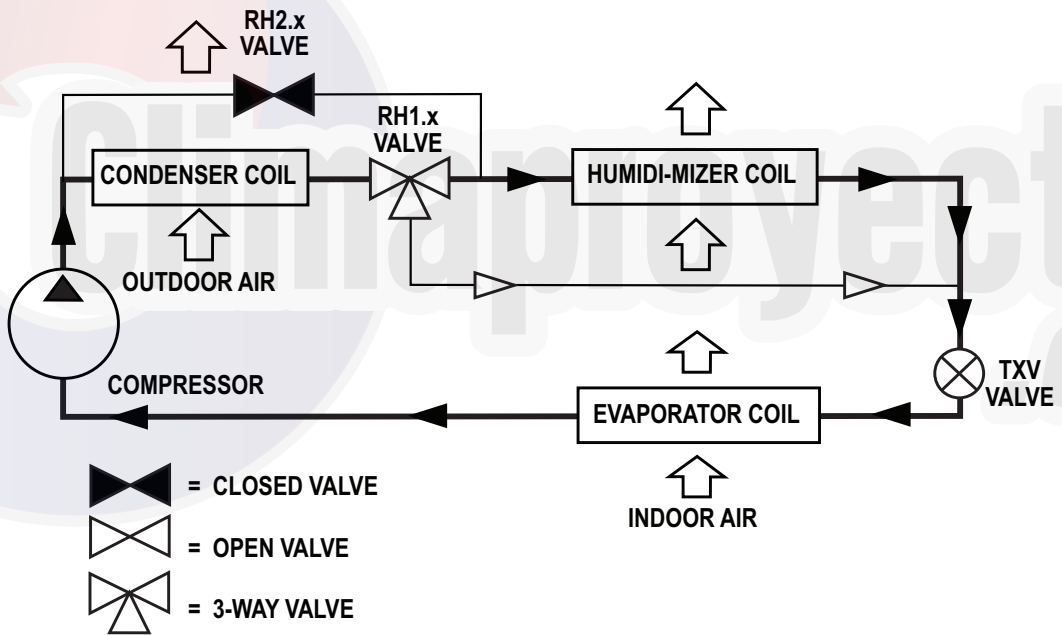 RH2.x
VALVE
RH1.x
VALVE
CONDENSER COIL
HUMIDI-MIZER COIL
OUTDOOR AIR
COMPRESSOR
TXV
VALVE
EVAPORATOR COIL
INDOOR AIR
= CLOSED VALVE
= OPEN VALVE
= 3-WAY VALVE
Climaproyect